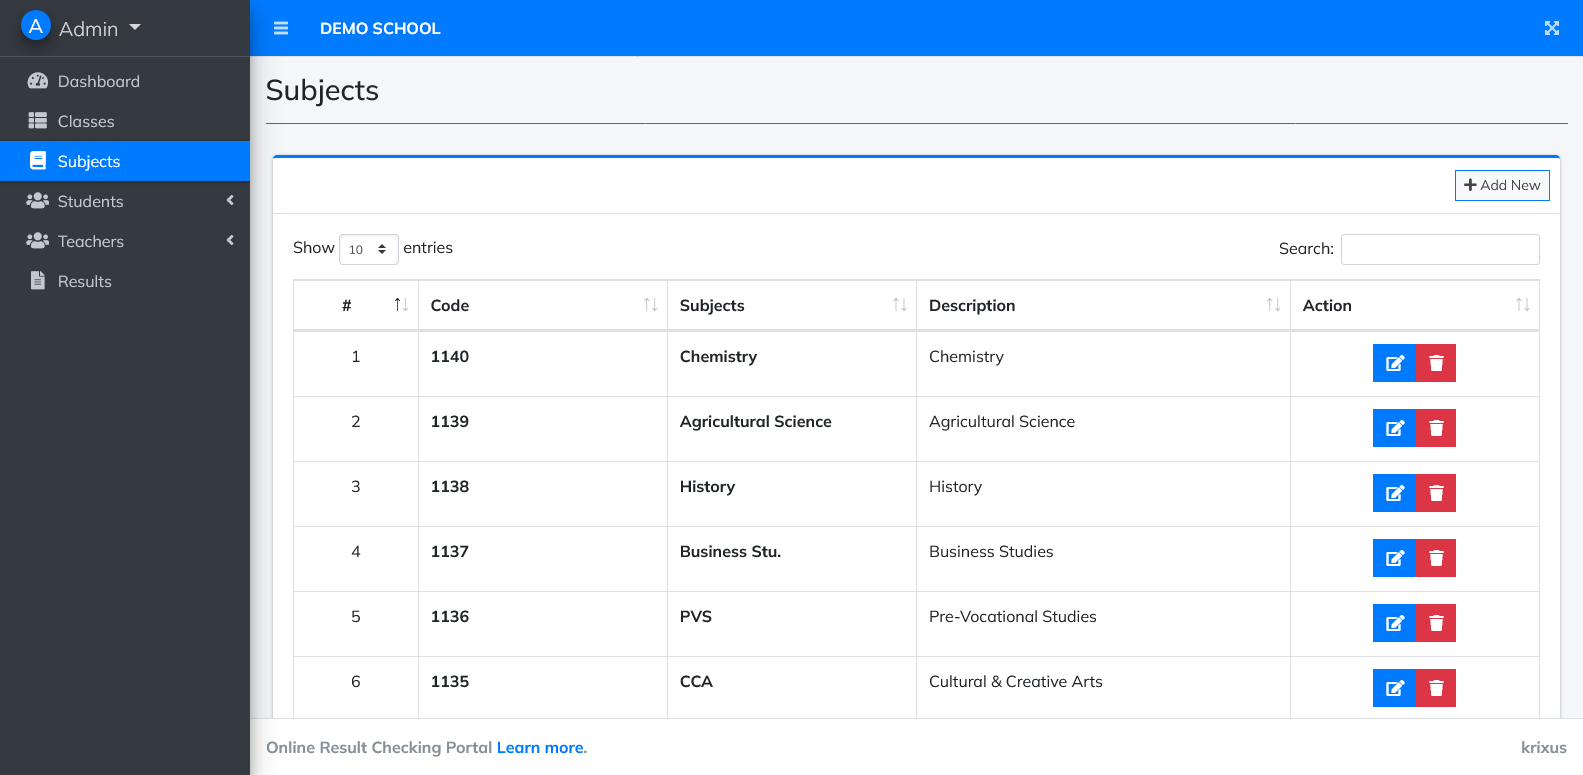 A Admin
DEMO SCHOOL
Dashboard
Classes
Subjects
Students
Teachers
Results
Subjects
Add New
Show 10 entries
Search:
# Code Subjects Description Action
1 1140 Chemistry Chemistry
2 1139 Agricultural Science Agricultural Science
3 1138 History History
4 1137 Business Stu. Business Studies
5 1136 PVS Pre-Vocational Studies
6 1135 CCA Cultural & Creative Arts
Online Result Checking Portal Learn more.
krixus